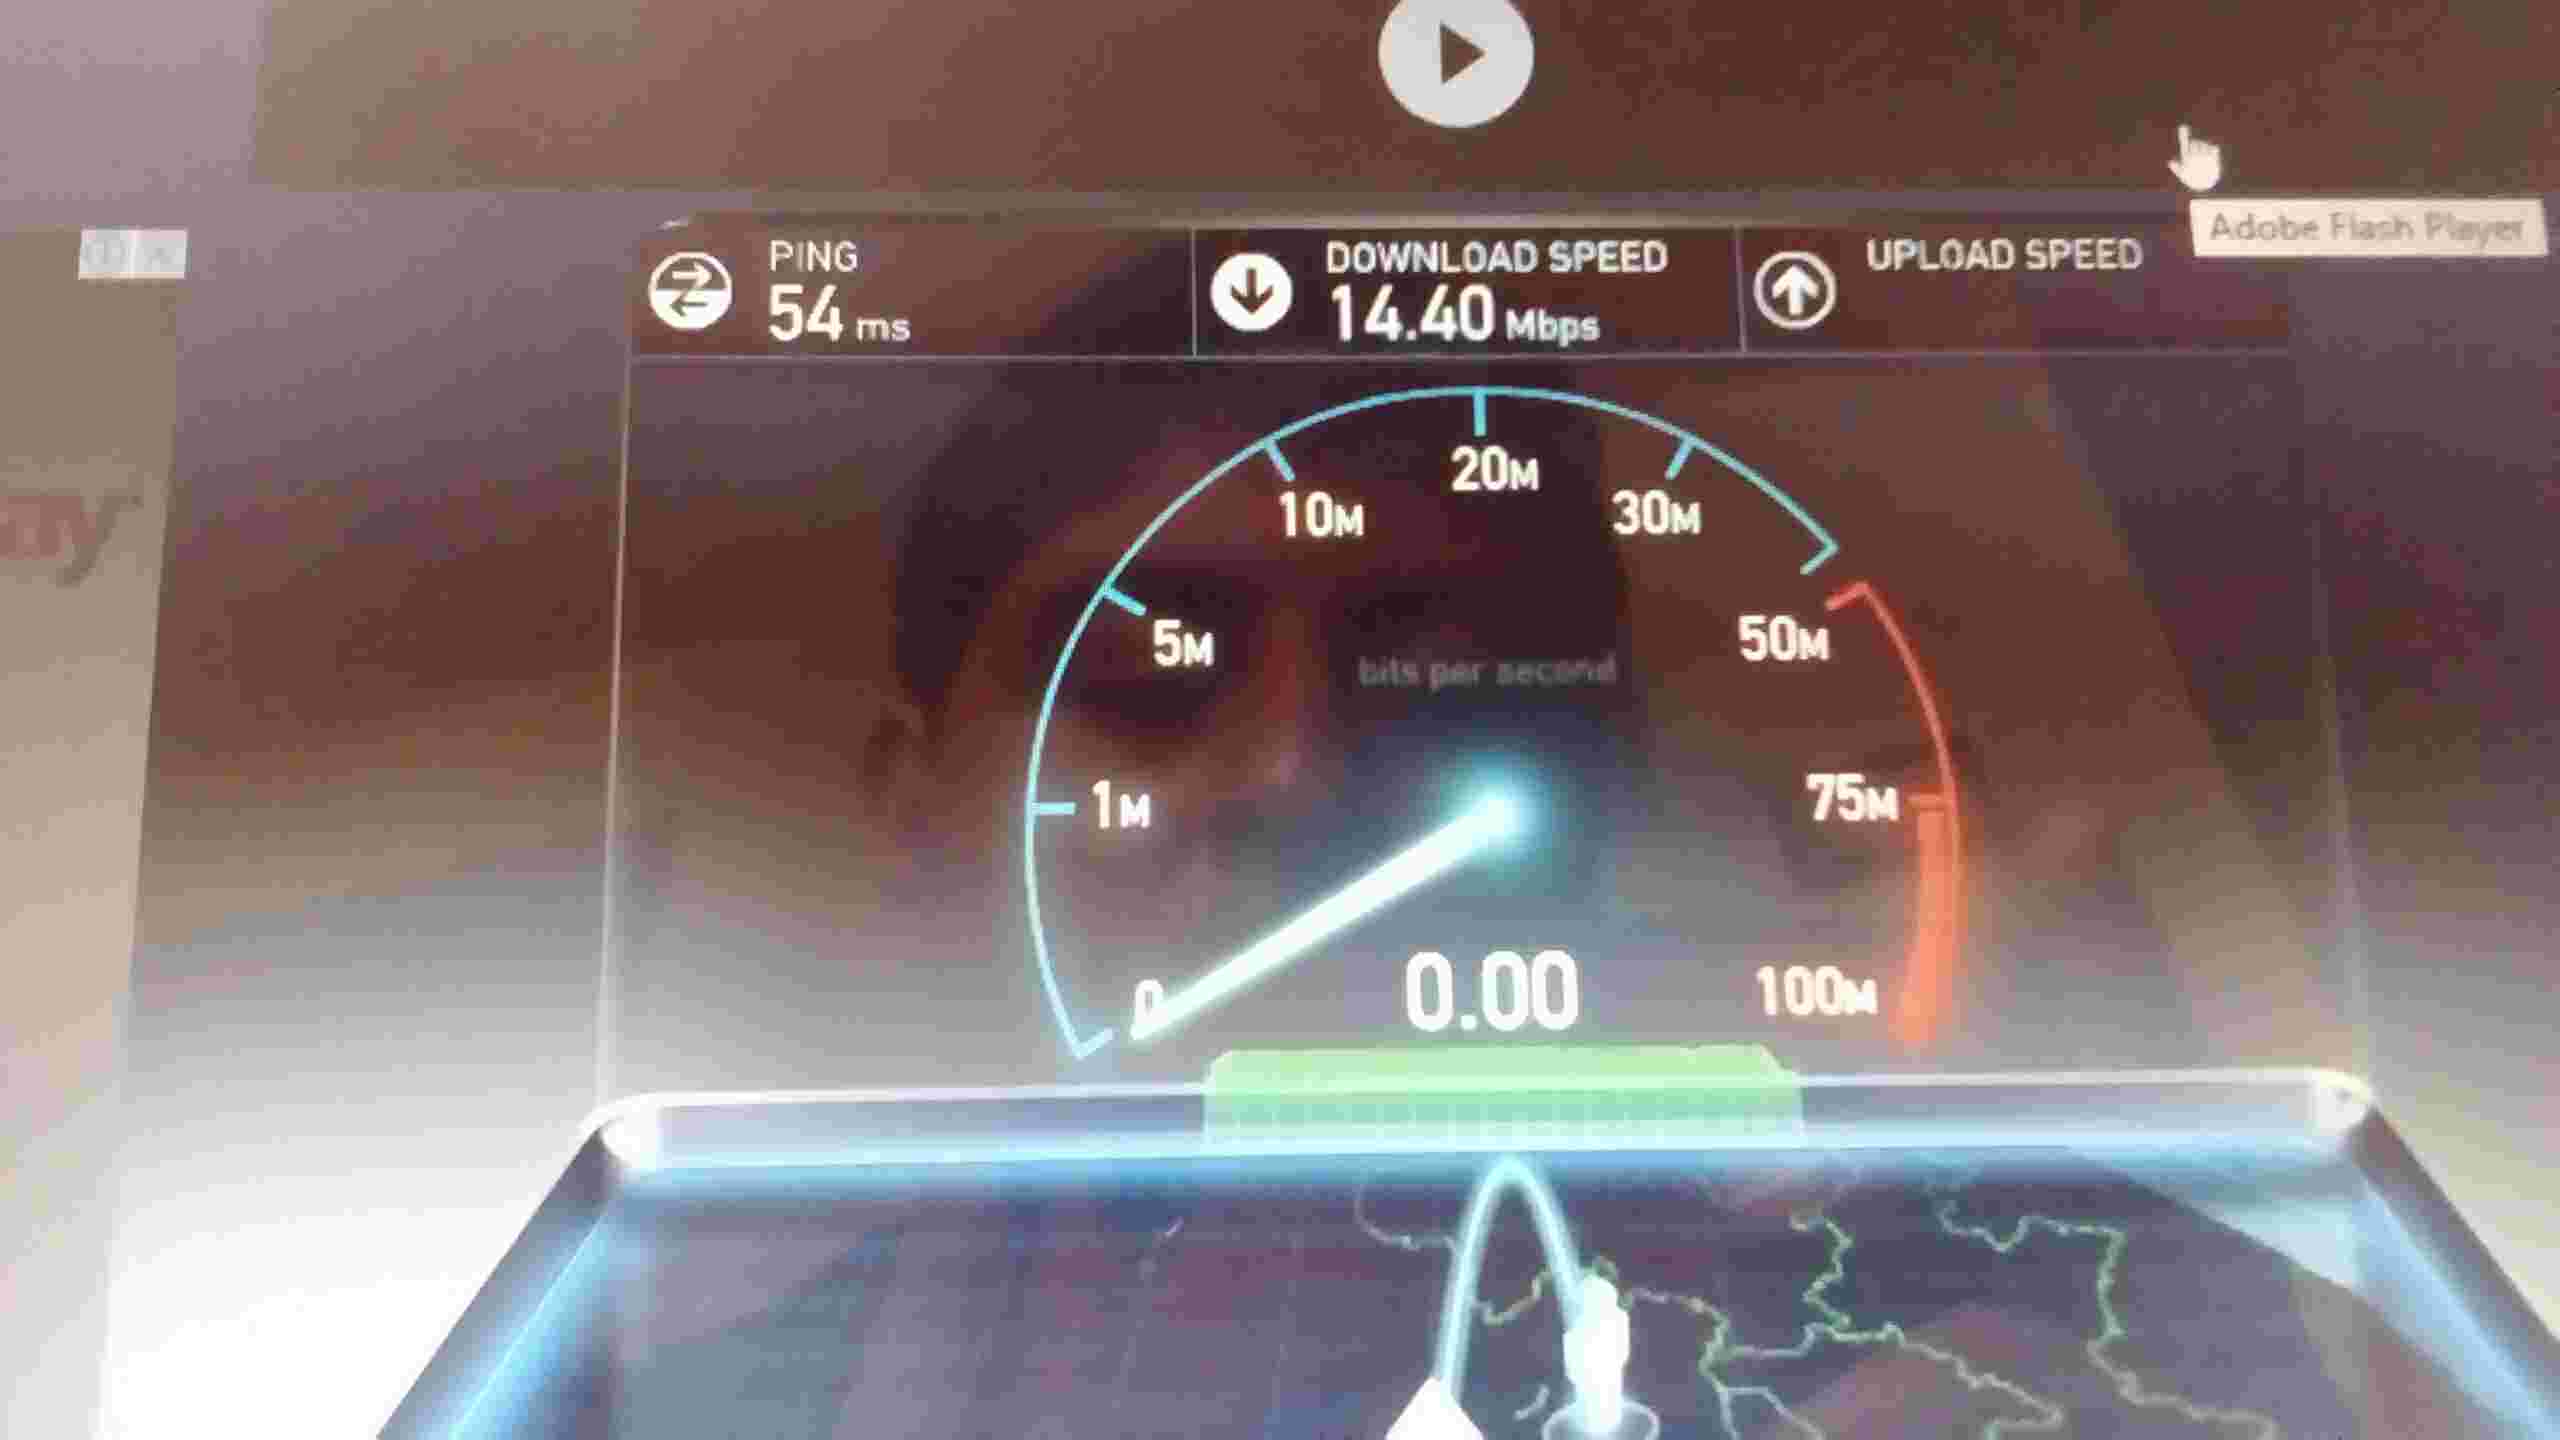 Adobe Flash Player
PING
54 ms
DOWNLOAD SPEED
14.40 Mbps
UPLOAD SPEED
20M
10M
30M
5M
50M
bits per second
1M
75M
0
0.00
100M